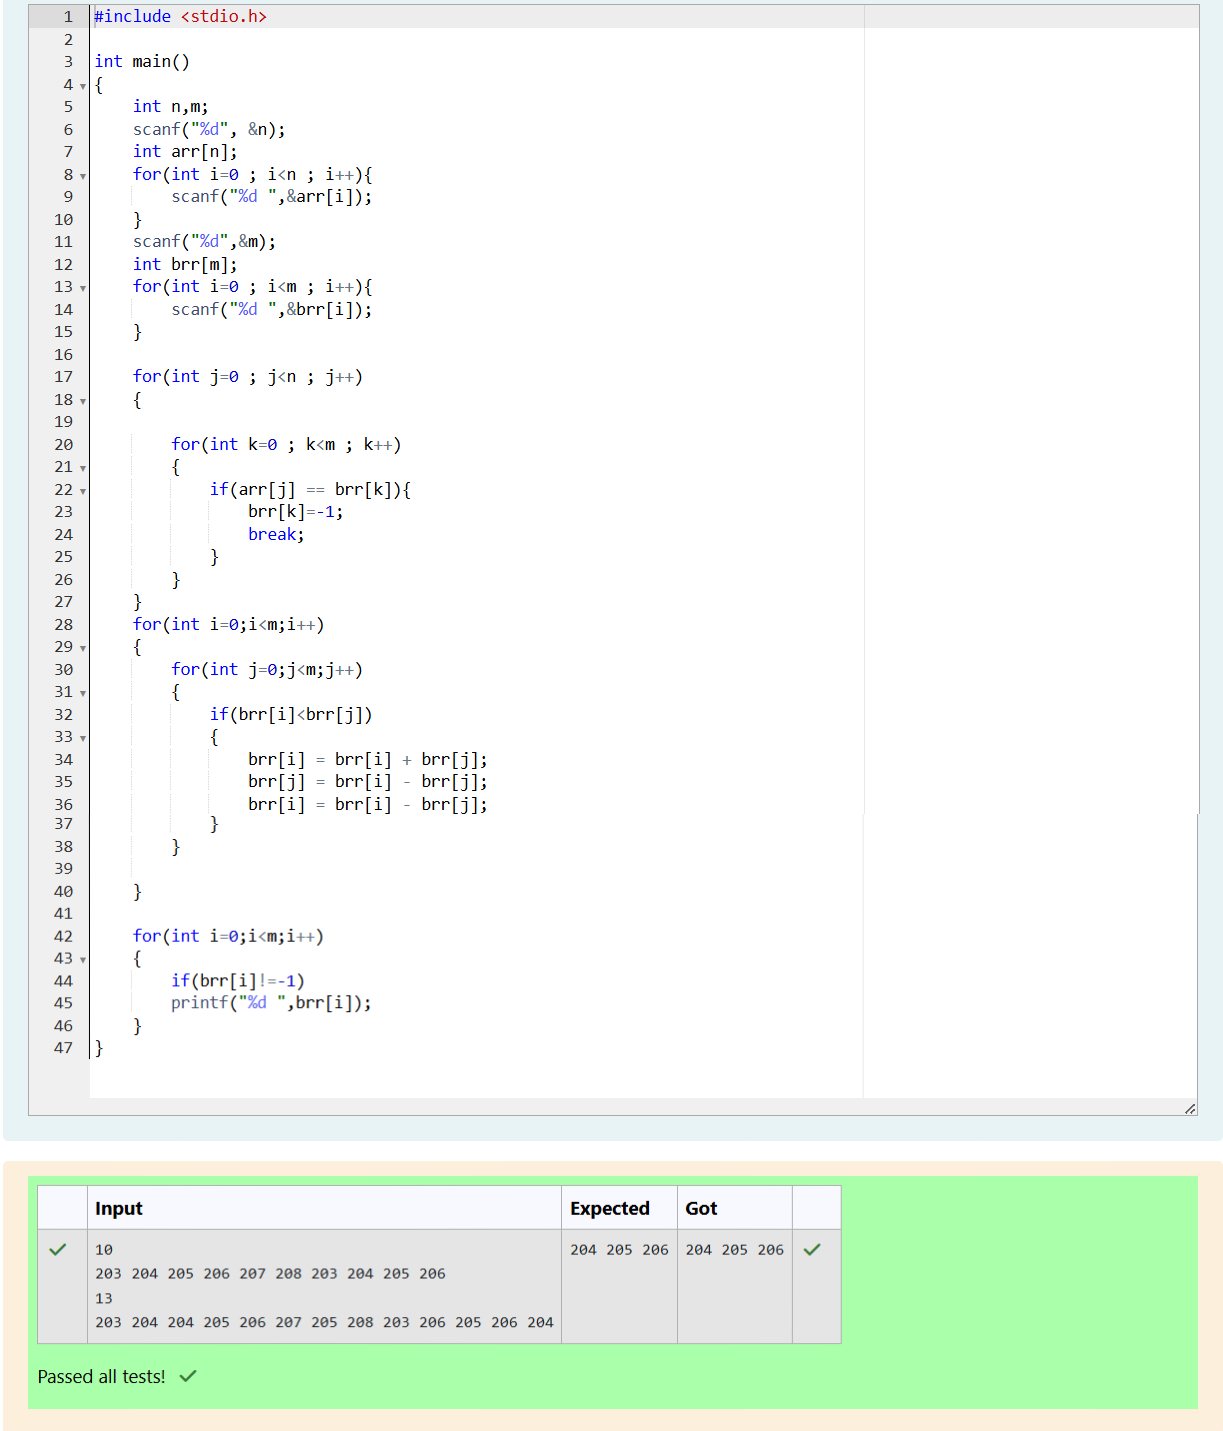 1 #include <stdio.h>
2
3 int main()
4 {
5     int n,m;
6     scanf("%d", &n);
7     int arr[n];
8     for(int i=0 ; i<n ; i++){
9         scanf("%d ",&arr[i]);
10     }
11     scanf("%d",&m);
12     int brr[m];
13     for(int i=0 ; i<m ; i++){
14         scanf("%d ",&brr[i]);
15     }
16
17     for(int j=0 ; j<n ; j++)
18     {
19
20         for(int k=0 ; k<m ; k++)
21         {
22             if(arr[j] == brr[k]){
23                 brr[k]=-1;
24                 break;
25             }
26         }
27     }
28     for(int i=0;i<m;i++)
29     {
30         for(int j=0;j<m;j++)
31         {
32             if(brr[i]<brr[j])
33             {
34                 brr[i] = brr[i] + brr[j];
35                 brr[j] = brr[i] - brr[j];
36                 brr[i] = brr[i] - brr[j];
37             }
38         }
39
40     }
41
42     for(int i=0;i<m;i++)
43     {
44         if(brr[i]!=-1)
45         printf("%d ",brr[i]);
46     }
47 }
Input Expected Got
10 204 205 206 204 205 206
203 204 205 206 207 208 203 204 205 206
13
203 204 204 205 206 207 205 208 203 206 205 206 204
Passed all tests!